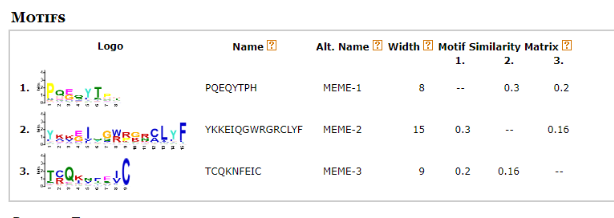 MOTIFS
Logo Name ? Alt. Name ? Width ? Motif Similarity Matrix ?
1. 2. 3.
1. PQEQYTPH MEME-1 8 -- 0.3 0.2
2. YKKEIQGWRGRCLYF MEME-2 15 0.3 -- 0.16
3. TCQKNFEIC MEME-3 9 0.2 0.16 --